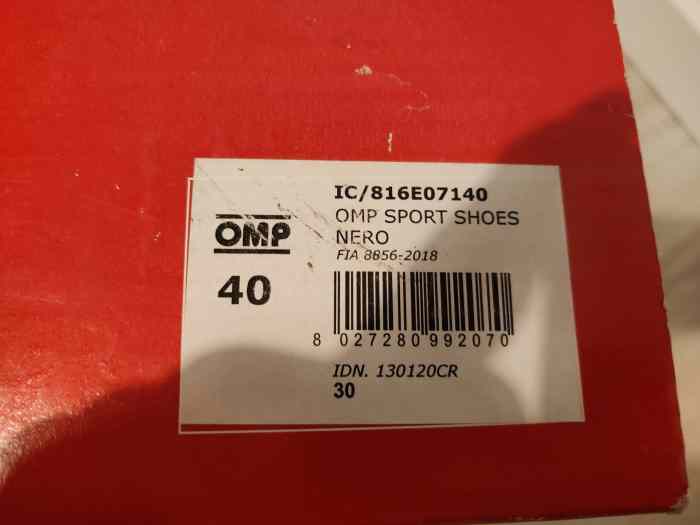 IC/816E07140
OMP SPORT SHOES
NERO
FIA 8856-2018
OMP
40
8 027280 992070
IDN. 130120CR
30